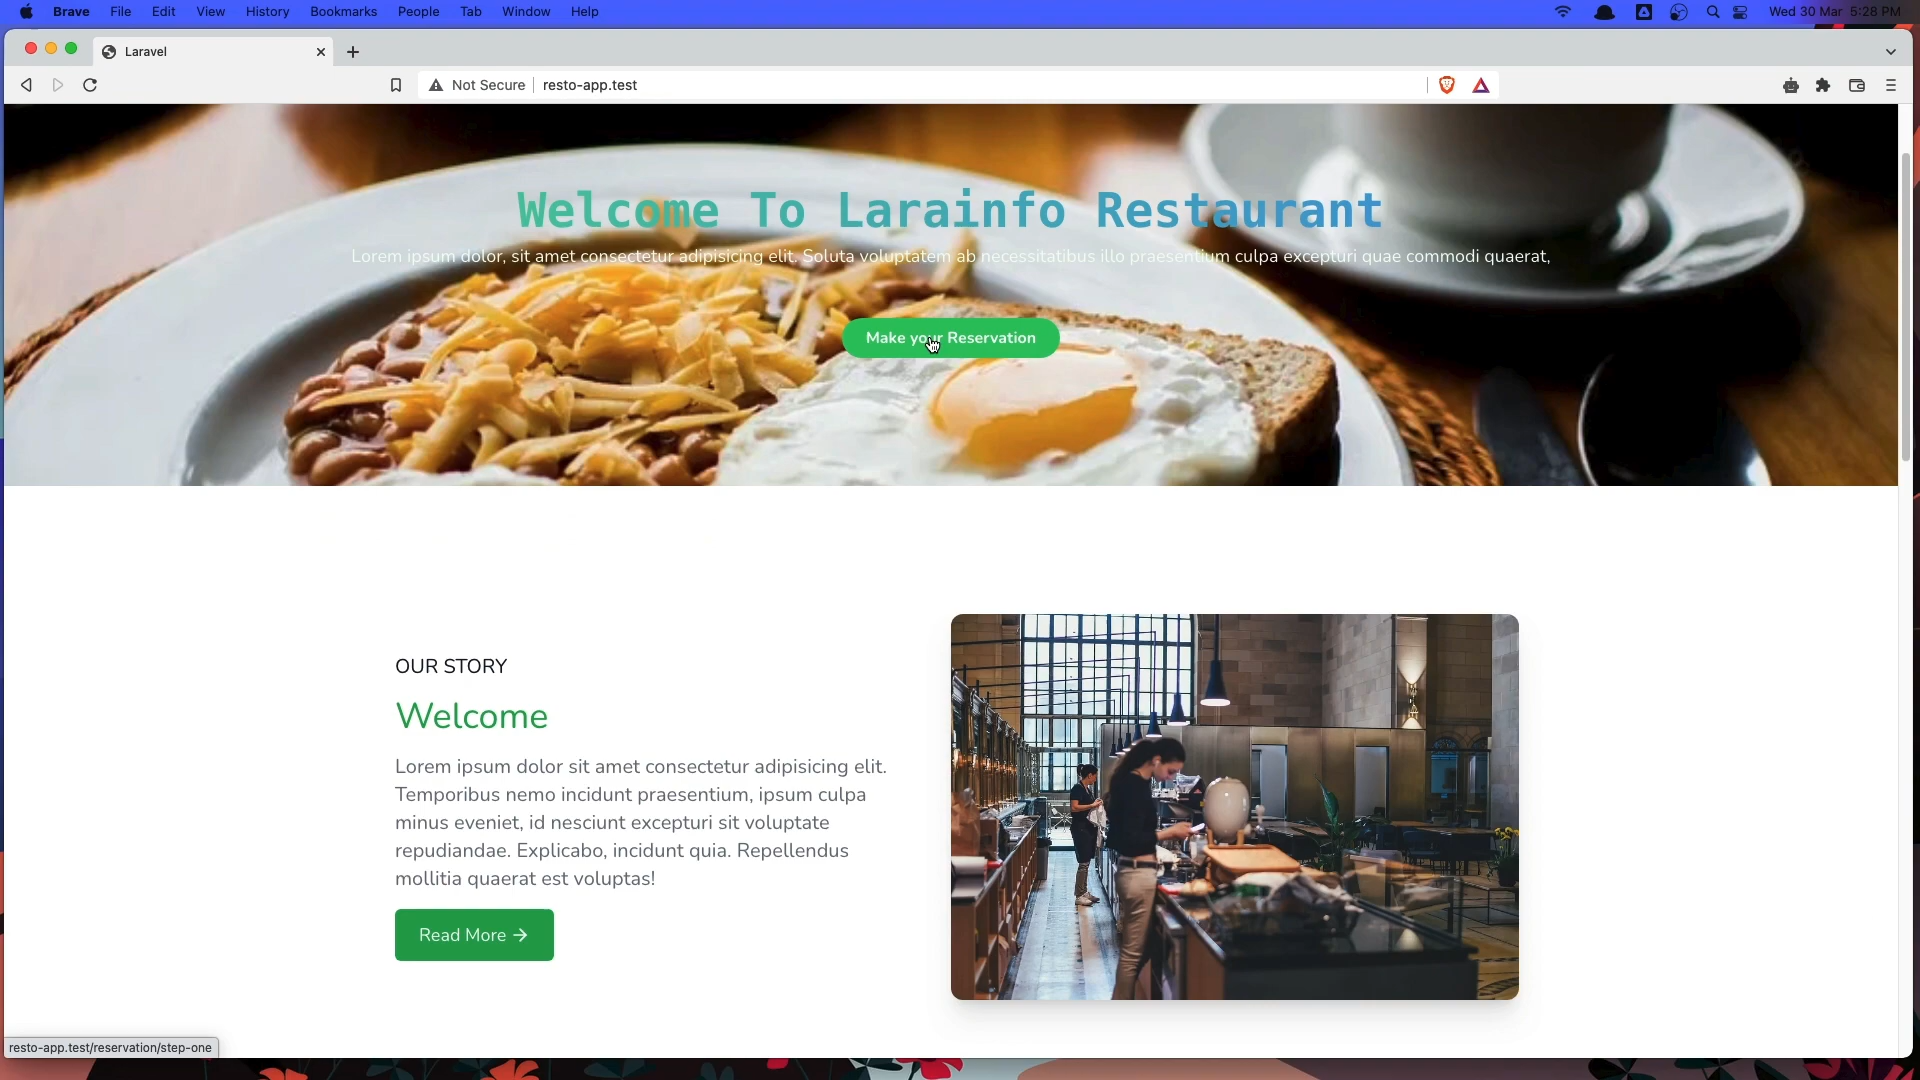 Brave File Edit View History Bookmarks People Tab Window Help Wed 30 Mar 5:28 PM
Laravel
Not Secure resto-app.test
Welcome To Larainfo Restaurant
Lorem ipsum dolor, sit amet consectetur adipisicing elit. Soluta voluptatem ab necessitatibus illo praesentium culpa excepturi quae commodi quaerat,
Make your Reservation
OUR STORY
Welcome
Lorem ipsum dolor sit amet consectetur adipisicing elit.
Temporibus nemo incidunt praesentium, ipsum culpa
minus eveniet, id nesciunt excepturi sit voluptate
repudiandae. Explicabo, incidunt quia. Repellendus
mollitia quaerat est voluptas!
Read More →
resto-app.test/reservation/step-one